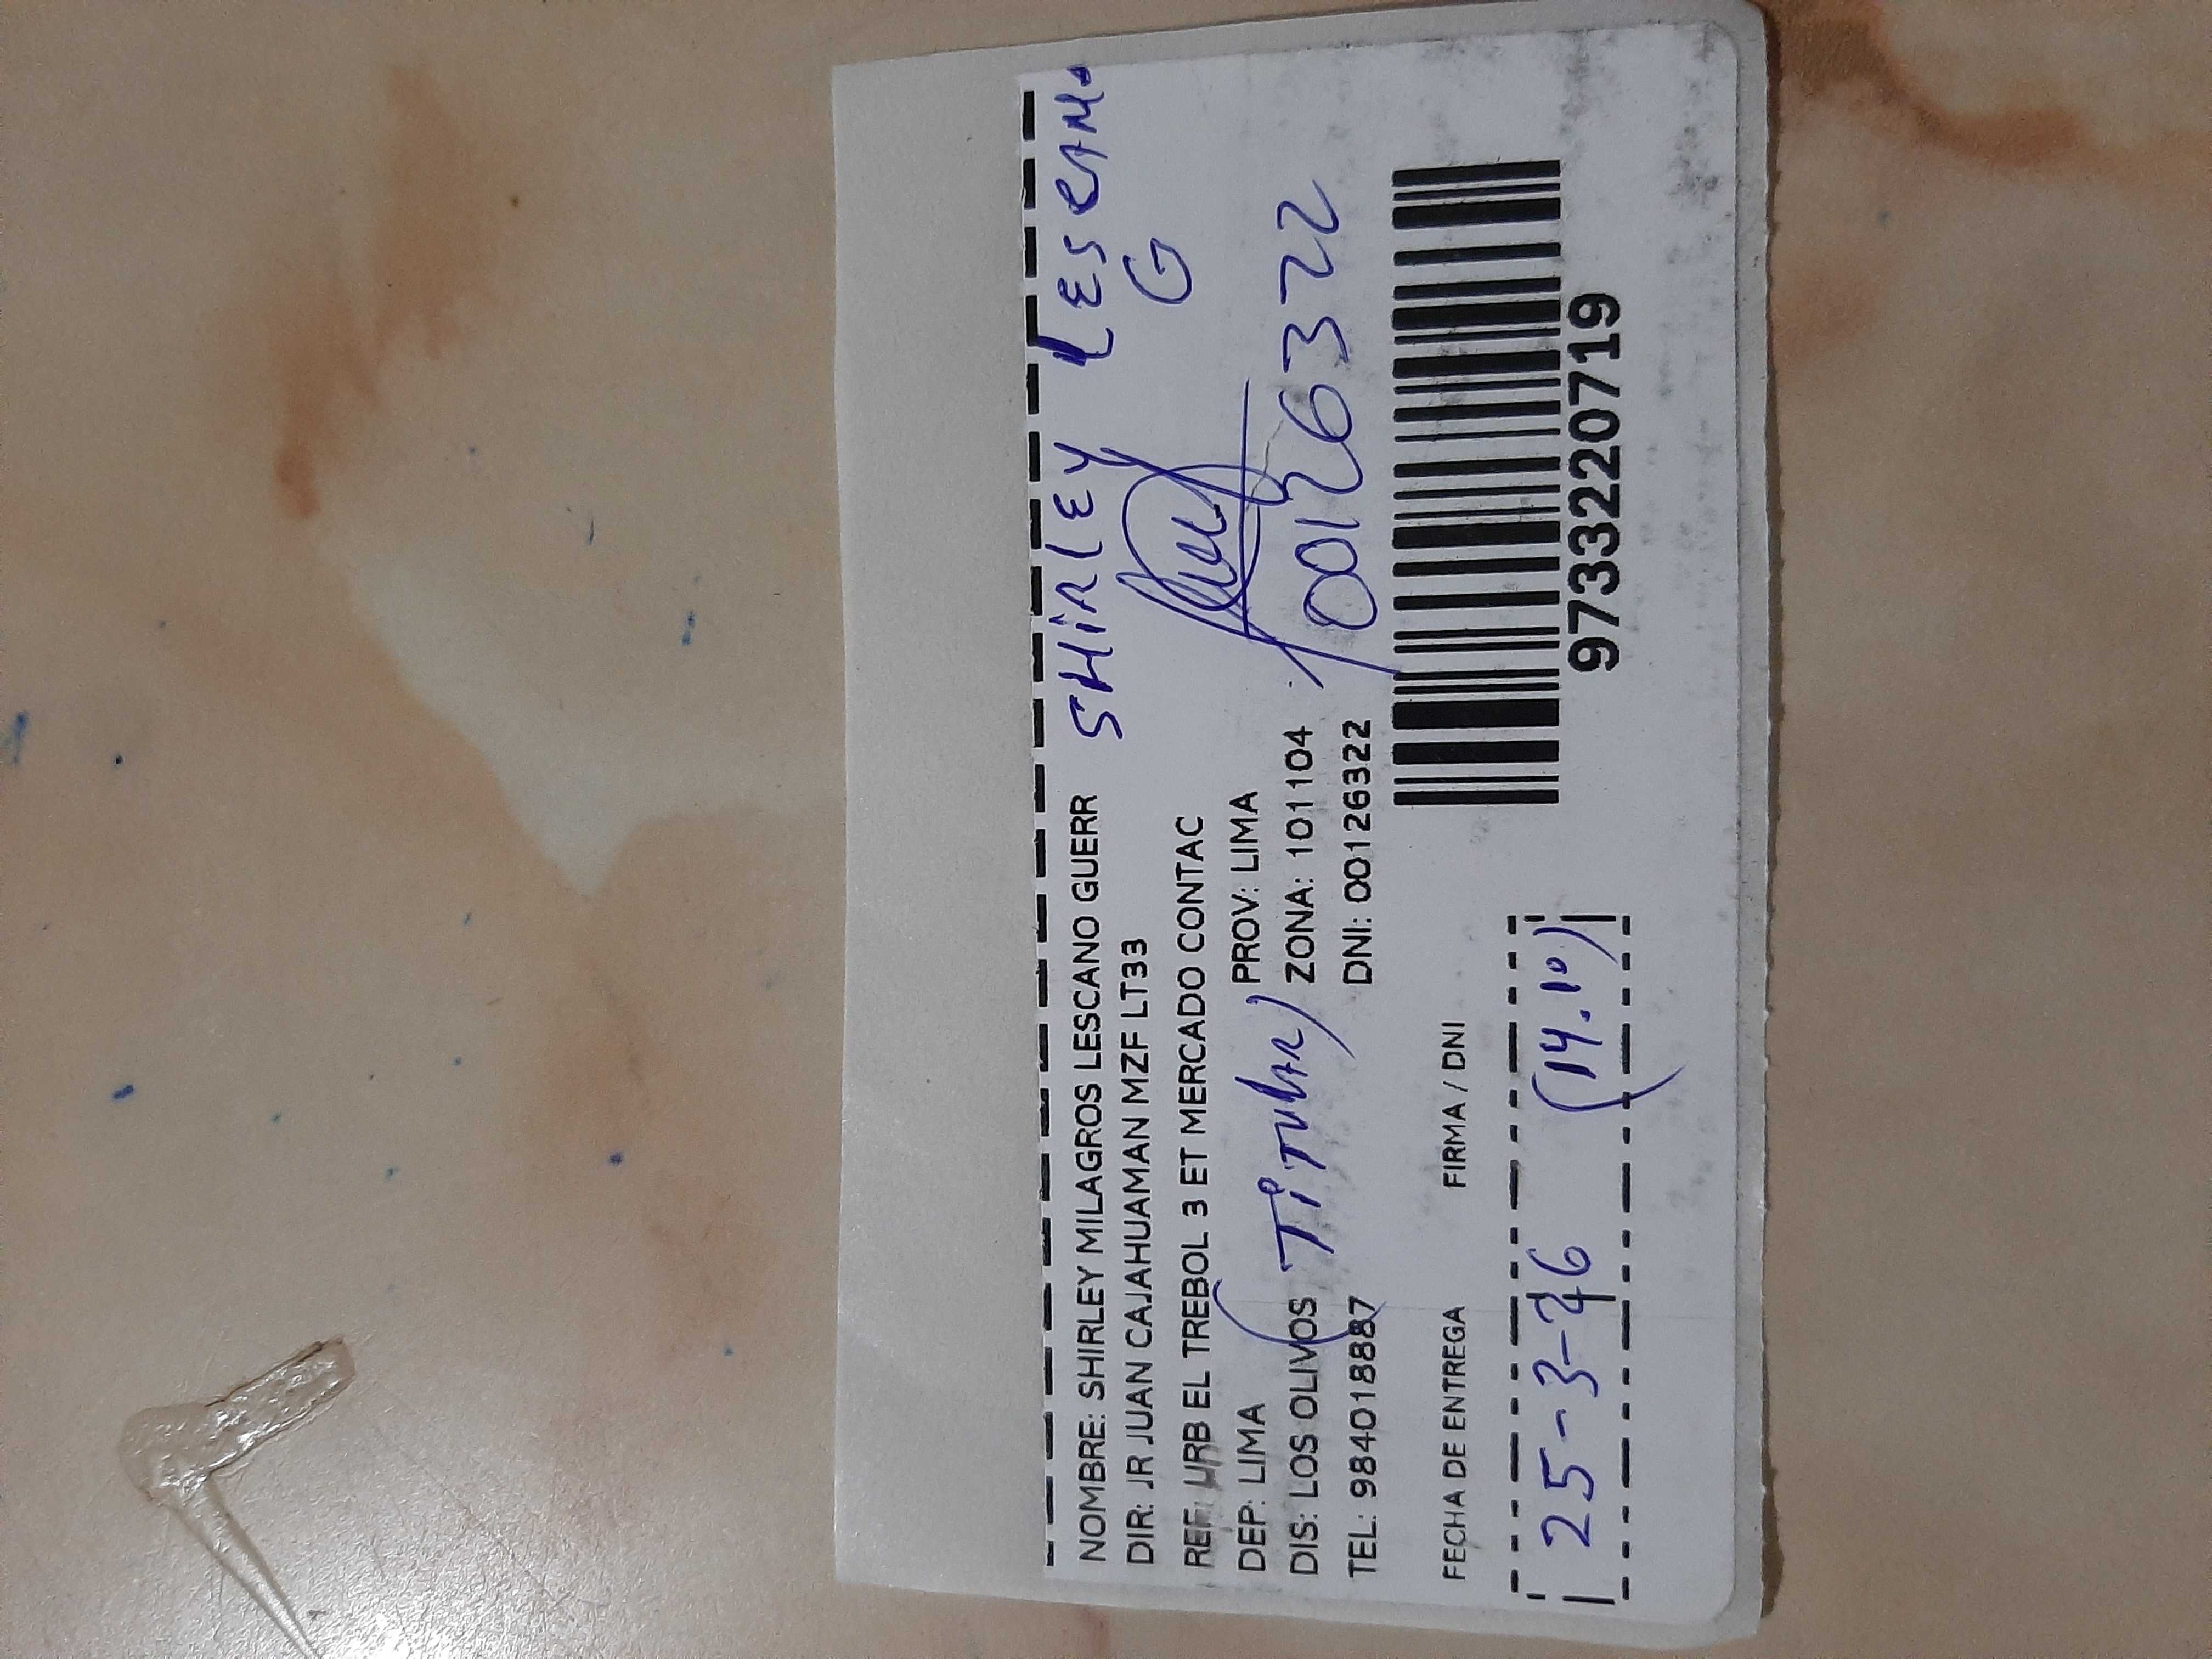 NOMBRE: SHIRLEY MILAGROS LESCANO GUERR
SHIRLEY LESCANO
G
DIR: JR JUAN CAJAHUAMAN MZF LT33
REF: URB EL TREBOL 3 ET MERCADO CONTAC
DEP: LIMA PROV: LIMA
(TITULAR)
DIS: LOS OLIVOS ZONA: 101104
TEL: 984018887 DNI: 00126322
00126322
FECHA DE ENTREGA FIRMA / DNI
25-3-26 (14.10)
9733220719